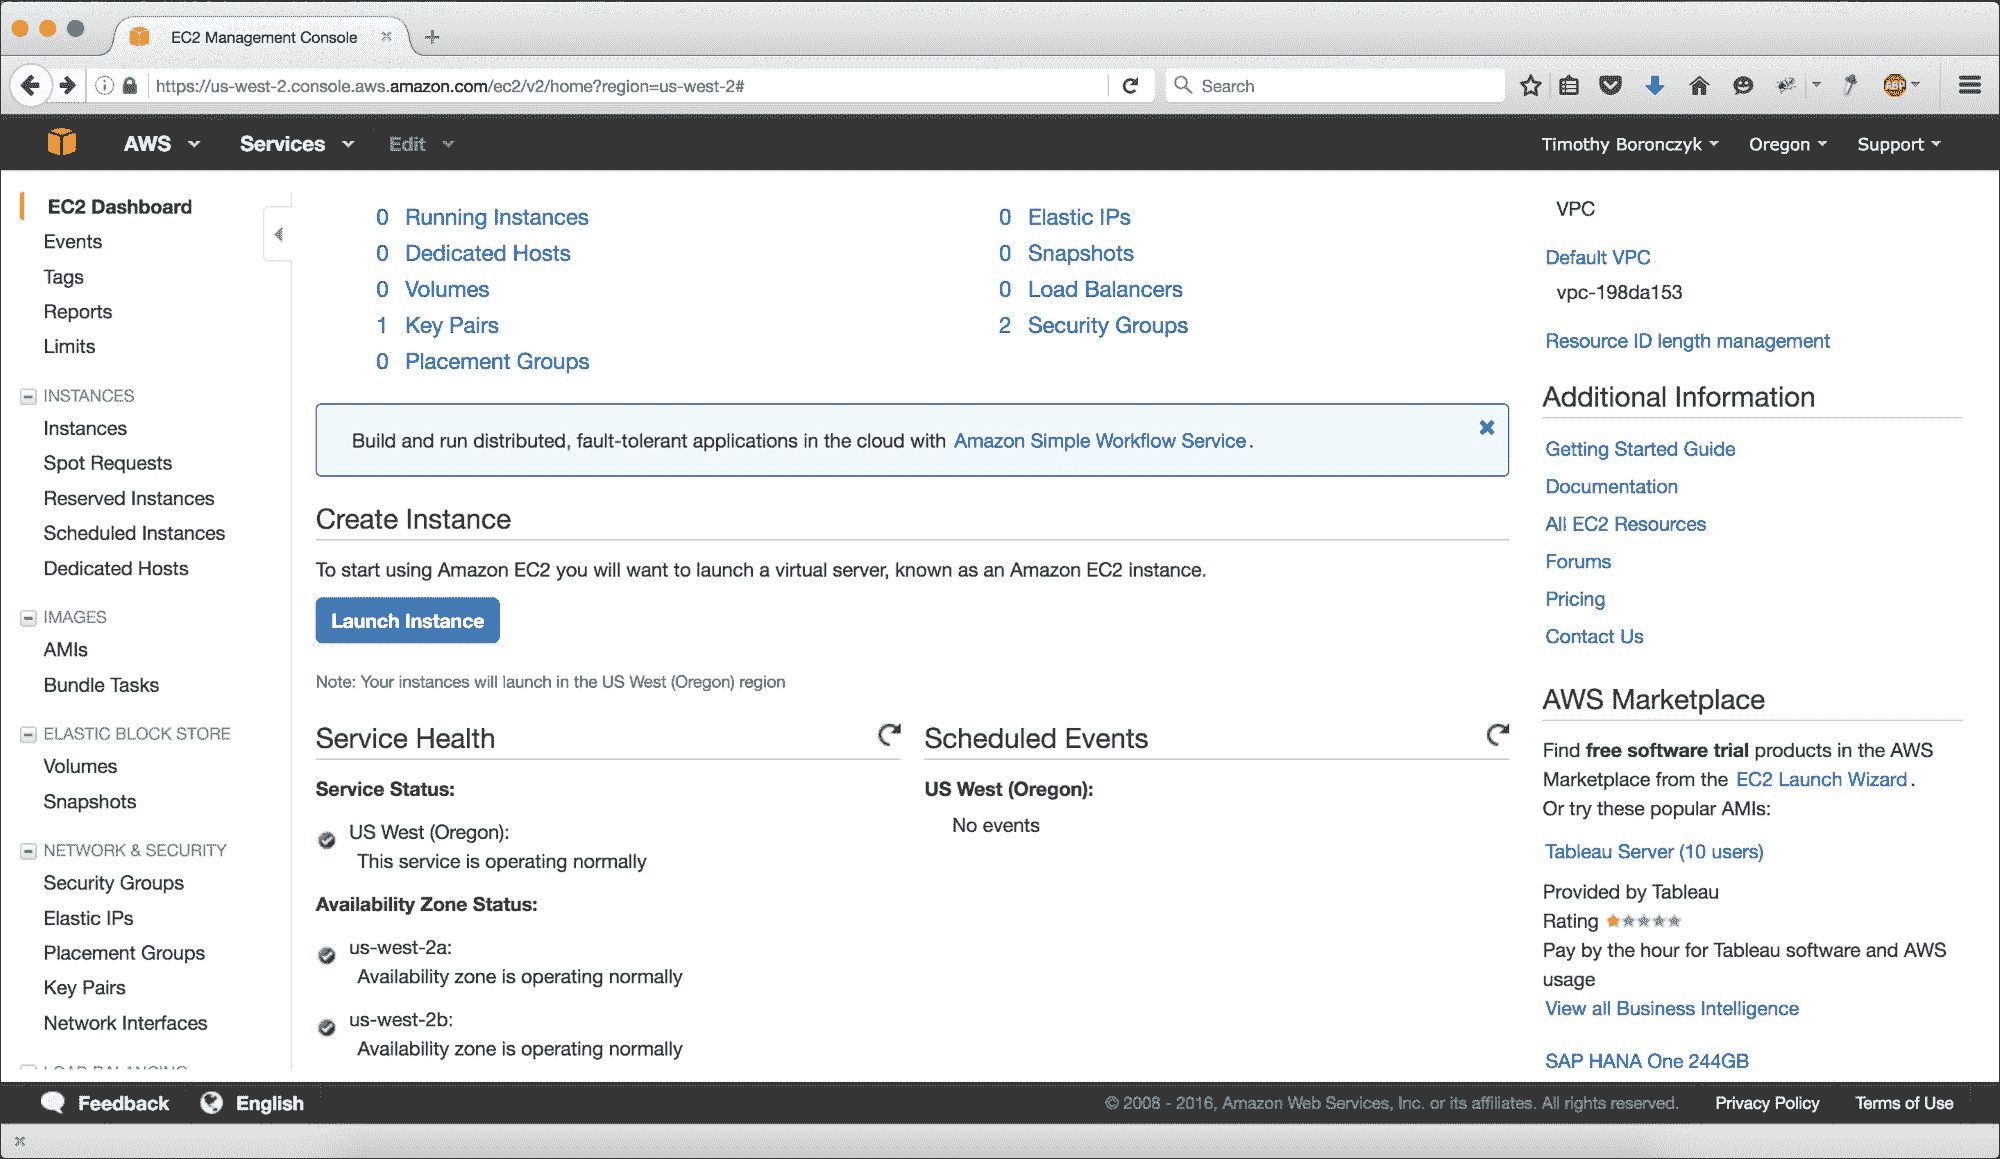 EC2 Management Console
https://us-west-2.console.aws.amazon.com/ec2/v2/home?region=us-west-2#
Search
ABP
AWS
Services
Edit
Timothy Boronczyk
Oregon
Support
EC2 Dashboard
Events
Tags
Reports
Limits
INSTANCES
Instances
Spot Requests
Reserved Instances
Scheduled Instances
Dedicated Hosts
IMAGES
AMIs
Bundle Tasks
ELASTIC BLOCK STORE
Volumes
Snapshots
NETWORK & SECURITY
Security Groups
Elastic IPs
Placement Groups
Key Pairs
Network Interfaces
LOAD BALANCING
0 Running Instances
0 Dedicated Hosts
0 Volumes
1 Key Pairs
0 Placement Groups
0 Elastic IPs
0 Snapshots
0 Load Balancers
2 Security Groups
Build and run distributed, fault-tolerant applications in the cloud with Amazon Simple Workflow Service.
Create Instance
To start using Amazon EC2 you will want to launch a virtual server, known as an Amazon EC2 instance.
Launch Instance
Note: Your instances will launch in the US West (Oregon) region
Service Health
Service Status:
US West (Oregon):
This service is operating normally
Availability Zone Status:
us-west-2a:
Availability zone is operating normally
us-west-2b:
Availability zone is operating normally
Scheduled Events
US West (Oregon):
No events
VPC
Default VPC
vpc-198da153
Resource ID length management
Additional Information
Getting Started Guide
Documentation
All EC2 Resources
Forums
Pricing
Contact Us
AWS Marketplace
Find free software trial products in the AWS
Marketplace from the EC2 Launch Wizard.
Or try these popular AMIs:
Tableau Server (10 users)
Provided by Tableau
Rating
Pay by the hour for Tableau software and AWS
usage
View all Business Intelligence
SAP HANA One 244GB
Feedback
English
© 2008 - 2016, Amazon Web Services, Inc. or its affiliates. All rights reserved.
Privacy Policy
Terms of Use